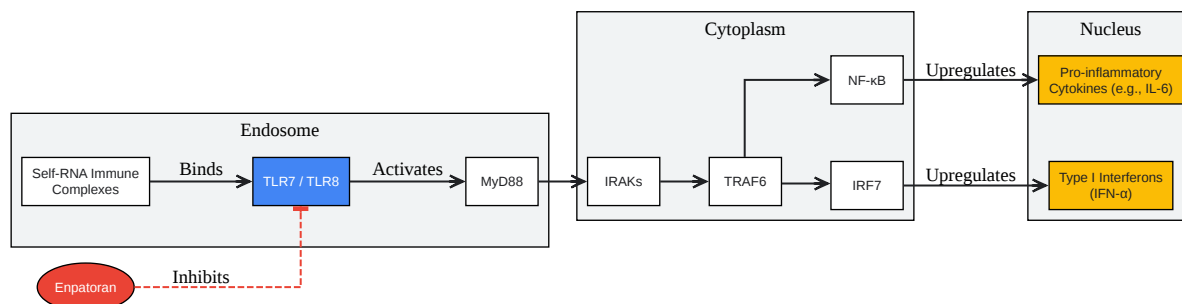 Cytoplasm
Nucleus
NF-κB
Upregulates
Pro-inflammatory
Cytokines (e.g., IL-6)
Endosome
Self-RNA Immune
Complexes
Binds
TLR7 / TLR8
Activates
MyD88
IRAKs
TRAF6
IRF7
Upregulates
Type I Interferons
(IFN-α)
Enpatoran
Inhibits